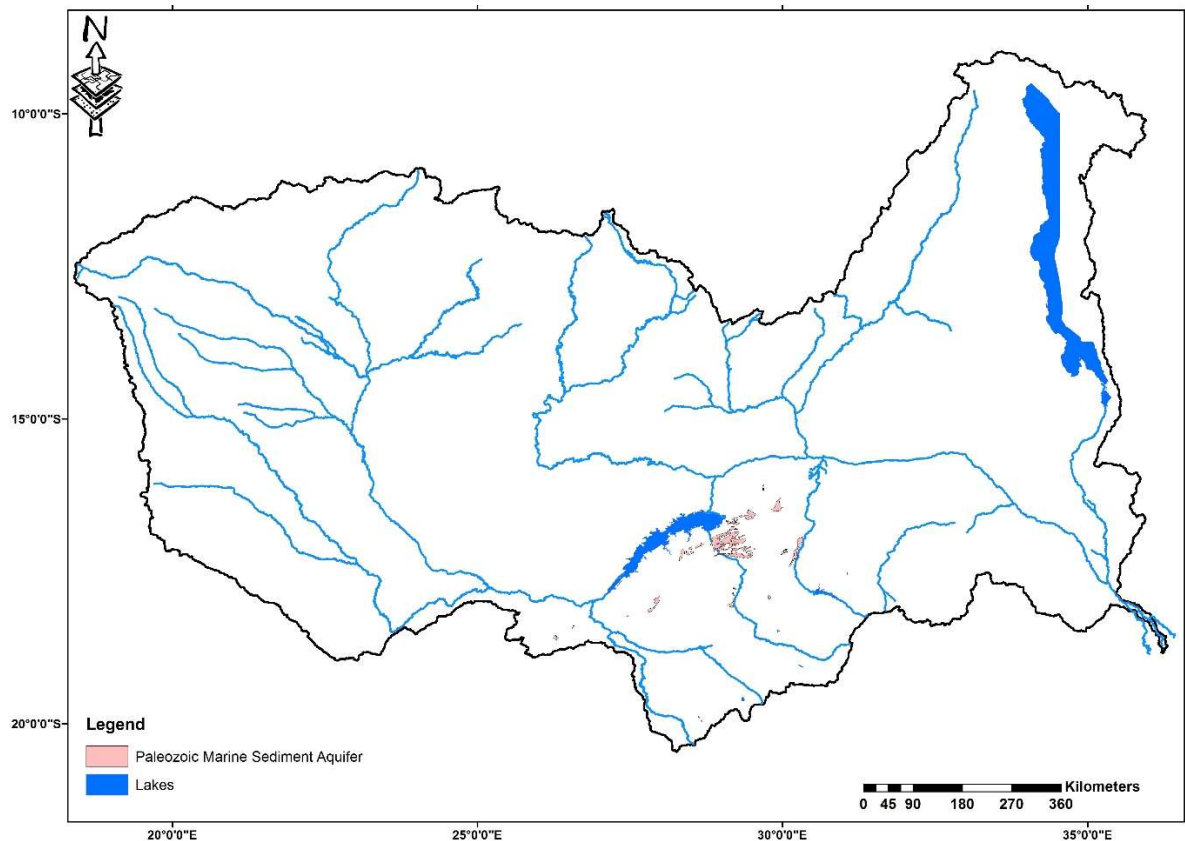 N
10°0'0"S
15°0'0"S
20°0'0"S
Legend
Paleozoic Marine Sediment Aquifer
Lakes
Kilometers
0 45 90 180 270 360
20°0'0"E 25°0'0"E 30°0'0"E 35°0'0"E